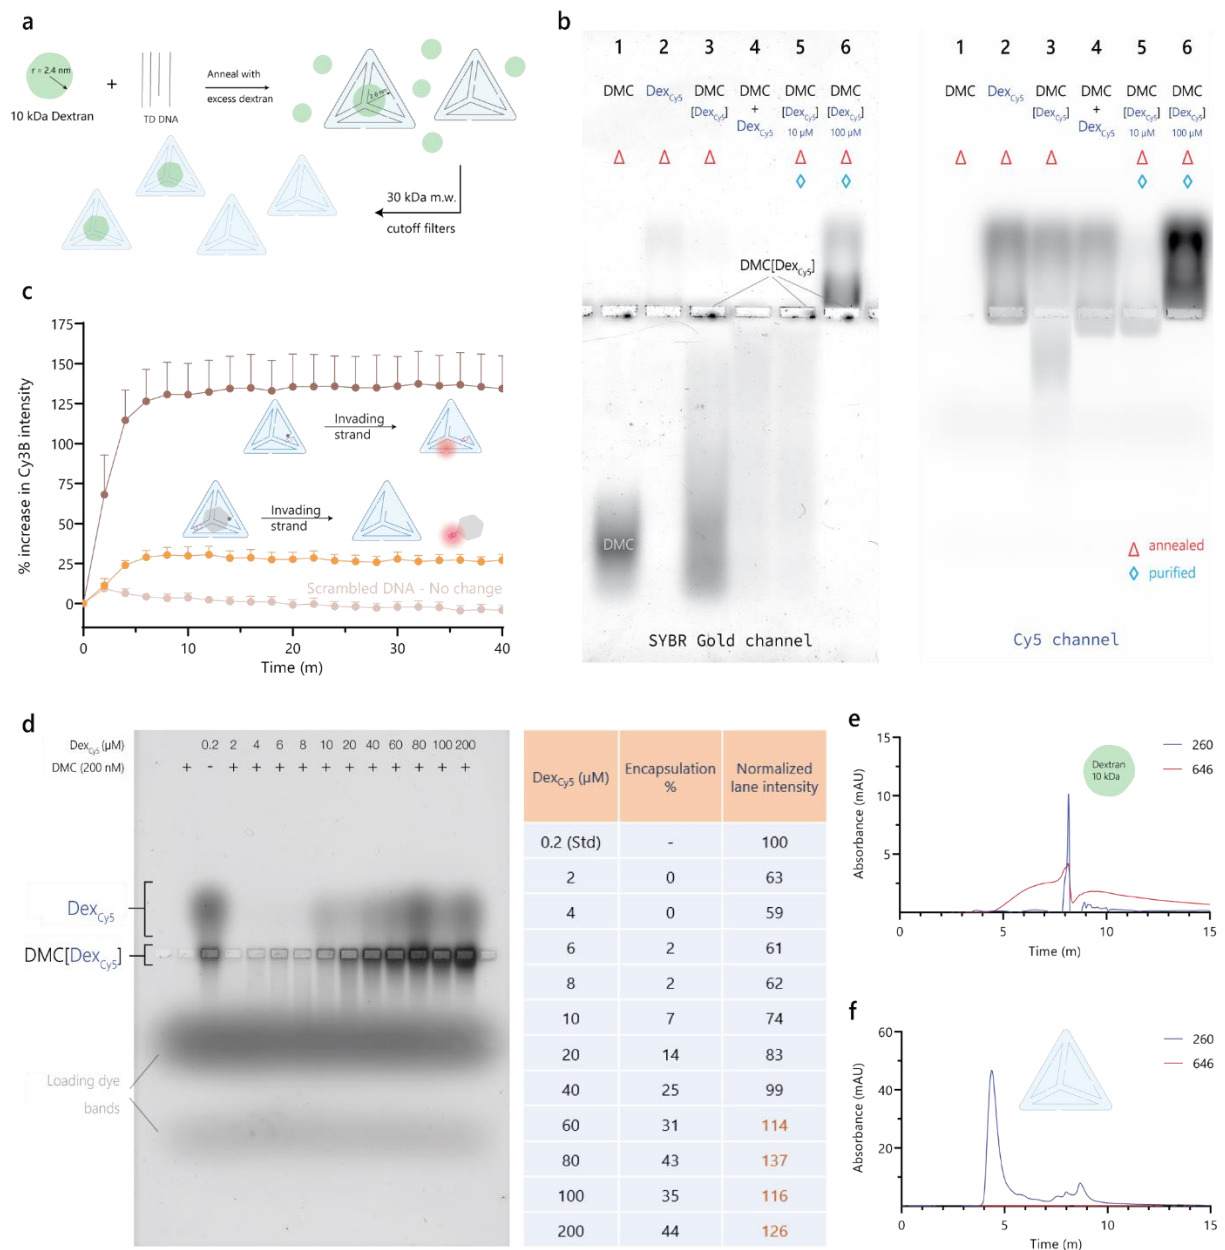 a
r = 2.4 nm
10 kDa Dextran
+
TD DNA
Anneal with
excess dextran
2.6 nm
30 kDa m.w.
cutoff filters
b
1 2 3 4 5 6
DMC Dex Cy5 DMC [Dex Cy5] DMC + Dex Cy5 DMC [Dex Cy5] 10 µM DMC [Dex Cy5] 100 µM
DMC[Dex Cy5]
DMC
SYBR Gold channel
1 2 3 4 5 6
DMC Dex Cy5 DMC [Dex Cy5] DMC + Dex Cy5 DMC [Dex Cy5] 10 µM DMC [Dex Cy5] 100 µM
annealed
purified
Cy5 channel
c
% increase in Cy3B intensity
175
150
125
100
75
50
25
0
Invading
strand
Invading
strand
Scrambled DNA - No change
0 10 20 30 40
Time (m)
d
Dex Cy5 (µM) 0.2 2 4 6 8 10 20 40 60 80 100 200
DMC (200 nM) + - + + + + + + + + + + +
Dex Cy5
DMC[Dex Cy5]
Loading dye
bands
Dex Cy5 (µM) Encapsulation % Normalized lane intensity
0.2 (Std) - 100
2 0 63
4 0 59
6 2 61
8 2 62
10 7 74
20 14 83
40 25 99
60 31 114
80 43 137
100 35 116
200 44 126
e
Absorbance (mAU)
15
10
5
Dextran
10 kDa
260
646
0 5 10 15
Time (m)
f
Absorbance (mAU)
60
40
20
260
646
0 5 10 15
Time (m)